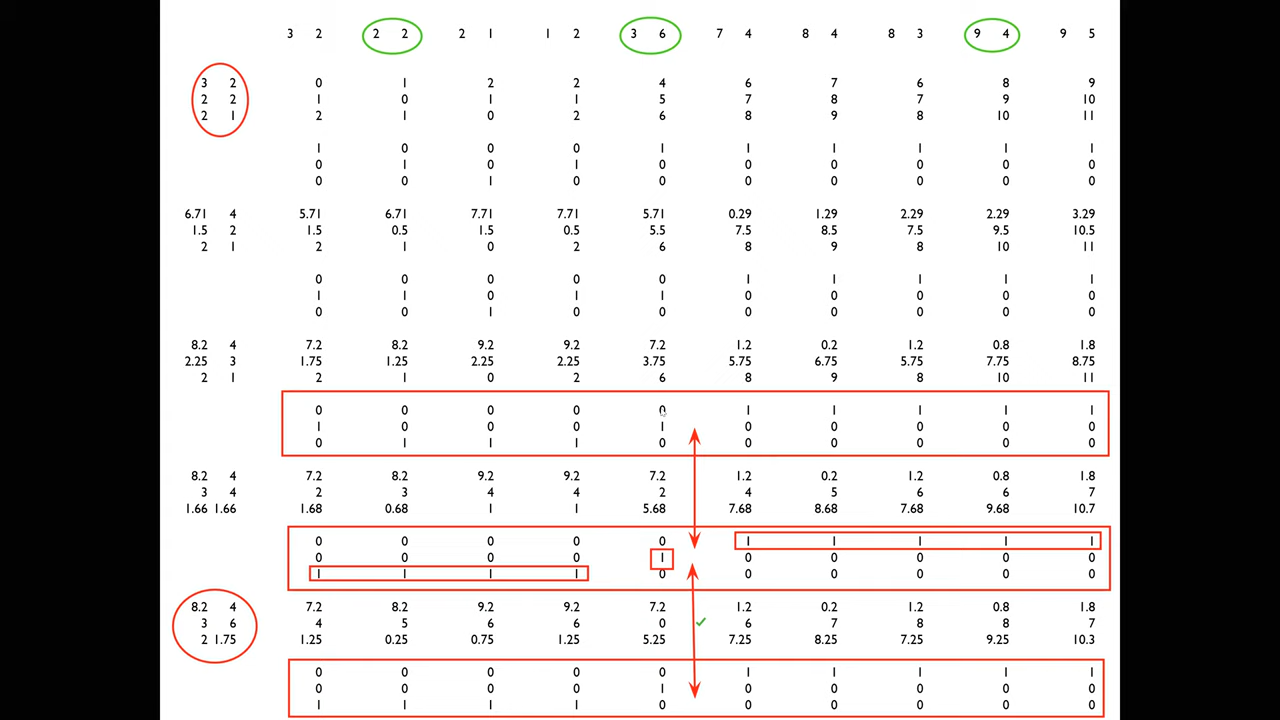 3 2 2 2 2 1 1 2 3 6 7 4 8 4 8 3 9 4 9 5
3 2 0 1 2 2 4 6 7 6 8 9
2 2 1 0 1 1 5 7 8 7 9 10
2 1 2 1 0 2 6 8 9 8 10 11
1 0 0 0 1 1 1 1 1 1
0 1 0 1 0 0 0 0 0 0
0 0 1 0 0 0 0 0 0 0
6.71 4 5.71 6.71 7.71 7.71 5.71 0.29 1.29 2.29 2.29 3.29
1.5 2 1.5 0.5 1.5 0.5 5.5 7.5 8.5 7.5 9.5 10.5
2 1 2 1 0 2 6 8 9 8 10 11
0 0 0 0 0 1 1 1 1 1
1 1 0 1 1 0 0 0 0 0
0 0 1 0 0 0 0 0 0 0
8.2 4 7.2 8.2 9.2 9.2 7.2 1.2 0.2 1.2 0.8 1.8
2.25 3 1.75 1.25 2.25 2.25 3.75 5.75 6.75 5.75 7.75 8.75
2 1 2 1 0 2 6 8 9 8 10 11
0 0 0 0 0 1 1 1 1 1
1 0 0 0 1 0 0 0 0 0
0 1 1 1 0 0 0 0 0 0
8.2 4 7.2 8.2 9.2 9.2 7.2 1.2 0.2 1.2 0.8 1.8
3 4 2 3 4 4 2 4 5 6 6 7
1.66 1.66 1.68 0.68 1 1 5.68 7.68 8.68 7.68 9.68 10.7
0 0 0 0 0 1 1 1 1 1
0 0 0 0 1 0 0 0 0 0
1 1 1 1 0 0 0 0 0 0
8.2 4 7.2 8.2 9.2 9.2 7.2 1.2 0.2 1.2 0.8 1.8
3 6 4 5 6 6 0 6 7 8 8 7
2 1.75 1.25 0.25 0.75 1.25 5.25 7.25 8.25 7.25 9.25 10.3
0 0 0 0 0 1 1 1 1 1
0 0 0 0 1 0 0 0 0 0
1 1 1 1 0 0 0 0 0 0